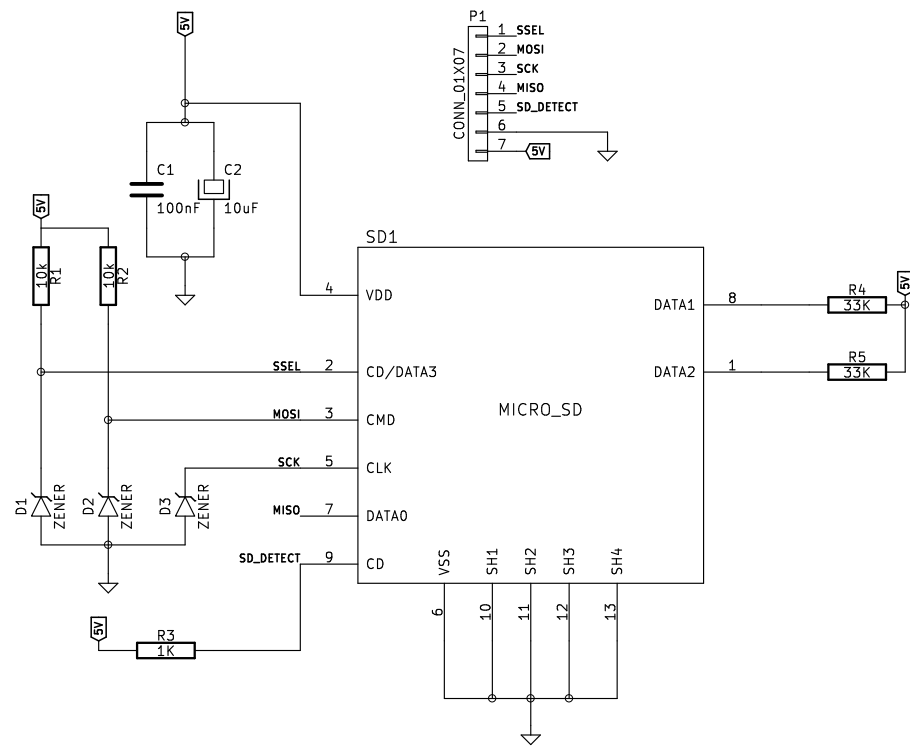 5V
P1
CONN_01X07
1 SSEL
2 MOSI
3 SCK
4 MISO
5 SD_DETECT
6
7 5V
C1
100nF
C2
10uF
5V
10k
R1
10k
R2
SD1
4 VDD
DATA1 8
R4
33K
5V
SSEL 2 CD/DATA3
DATA2 1
R5
33K
MICRO_SD
MOSI 3 CMD
SCK 5 CLK
D1
ZENER
D2
ZENER
D3
ZENER
MISO 7 DATA0
SD_DETECT 9 CD
VSS
SH1
SH2
SH3
SH4
6
10
11
12
13
5V
R3
1K